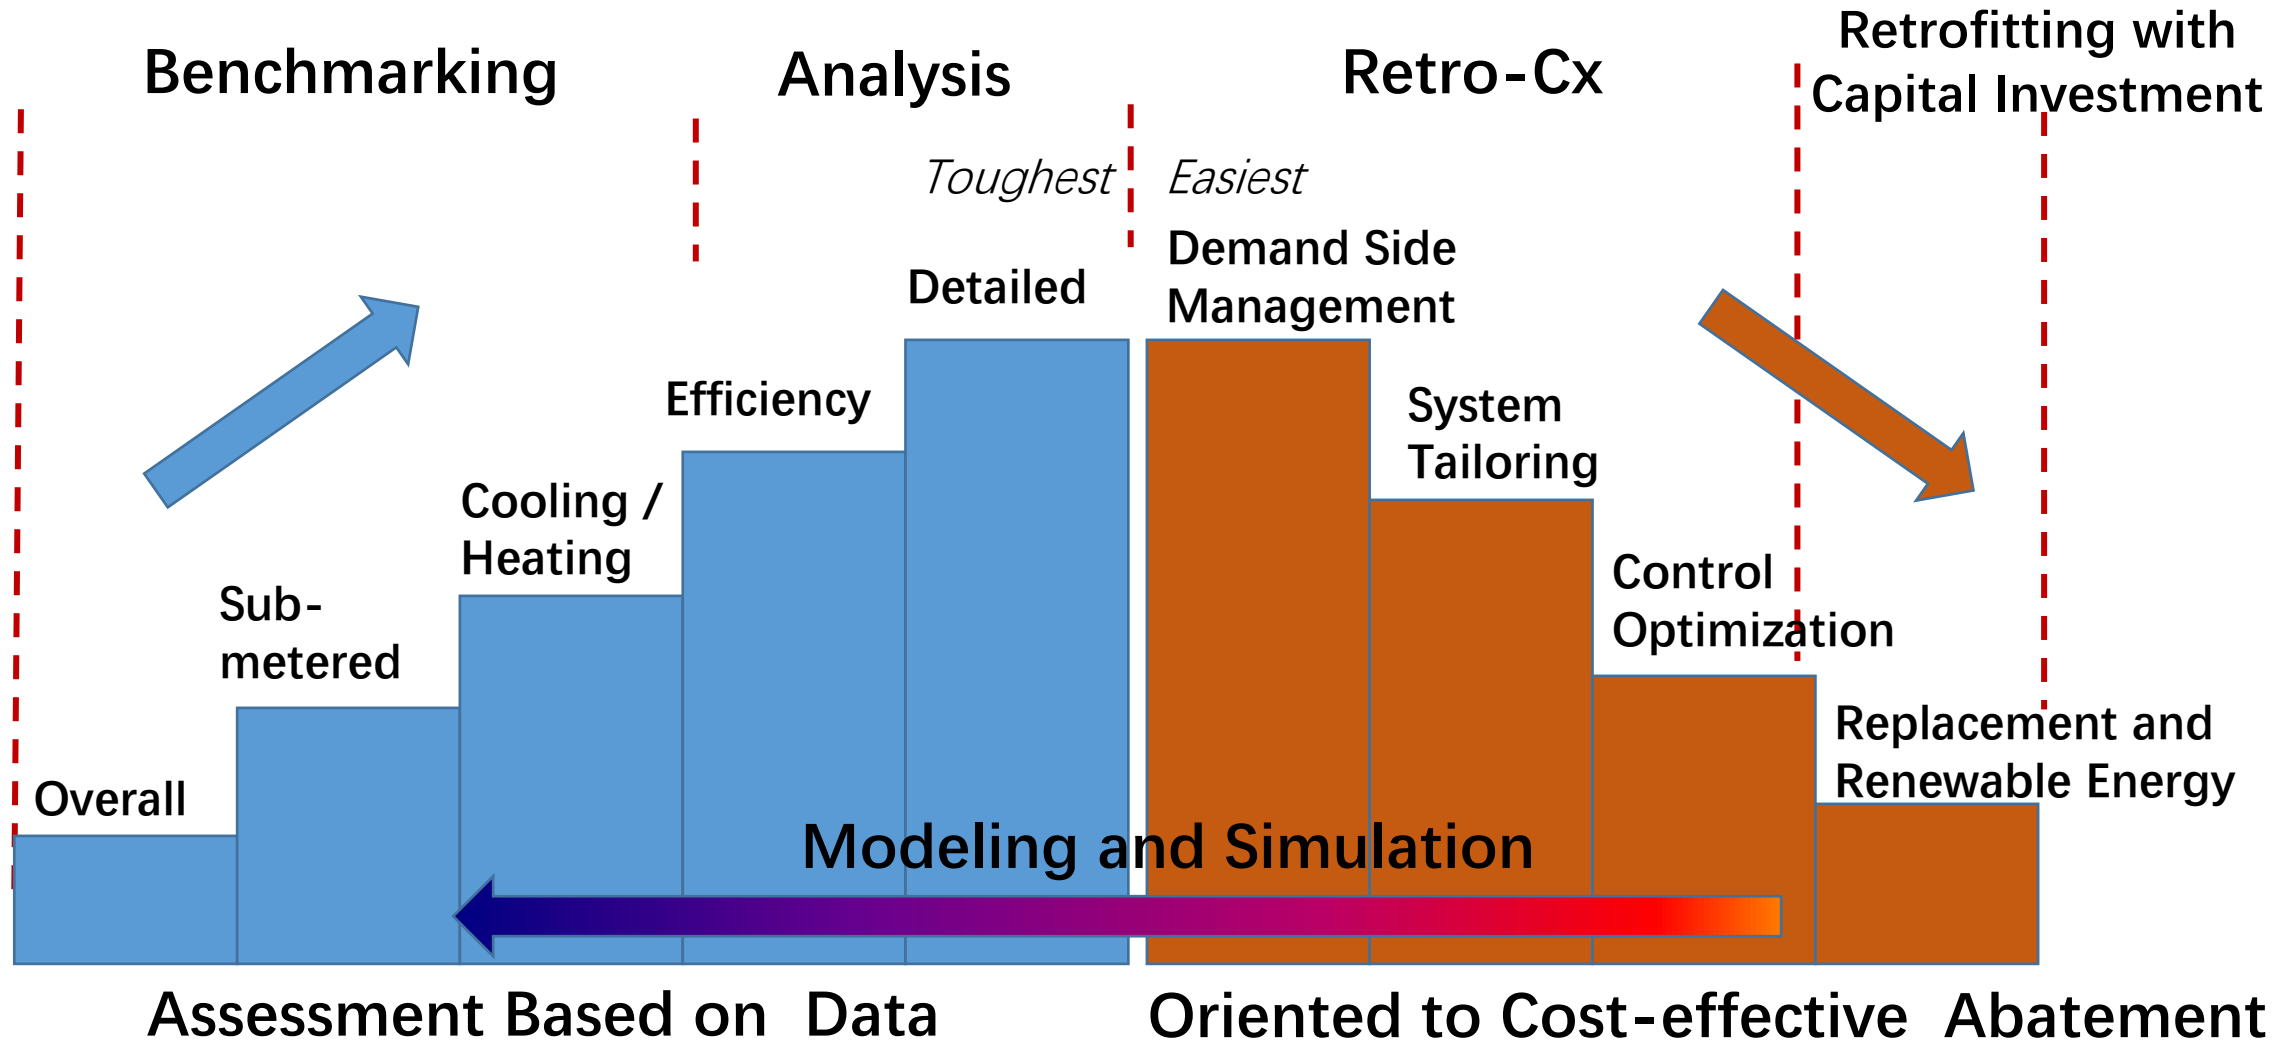 Benchmarking
Analysis
Retro-Cx
Retrofitting with
Capital Investment
Toughest
Easiest
Overall
Sub-
metered
Cooling /
Heating
Efficiency
Detailed
Demand Side
Management
System
Tailoring
Control
Optimization
Replacement and
Renewable Energy
Modeling and Simulation
Assessment Based on Data
Oriented to Cost-effective Abatement